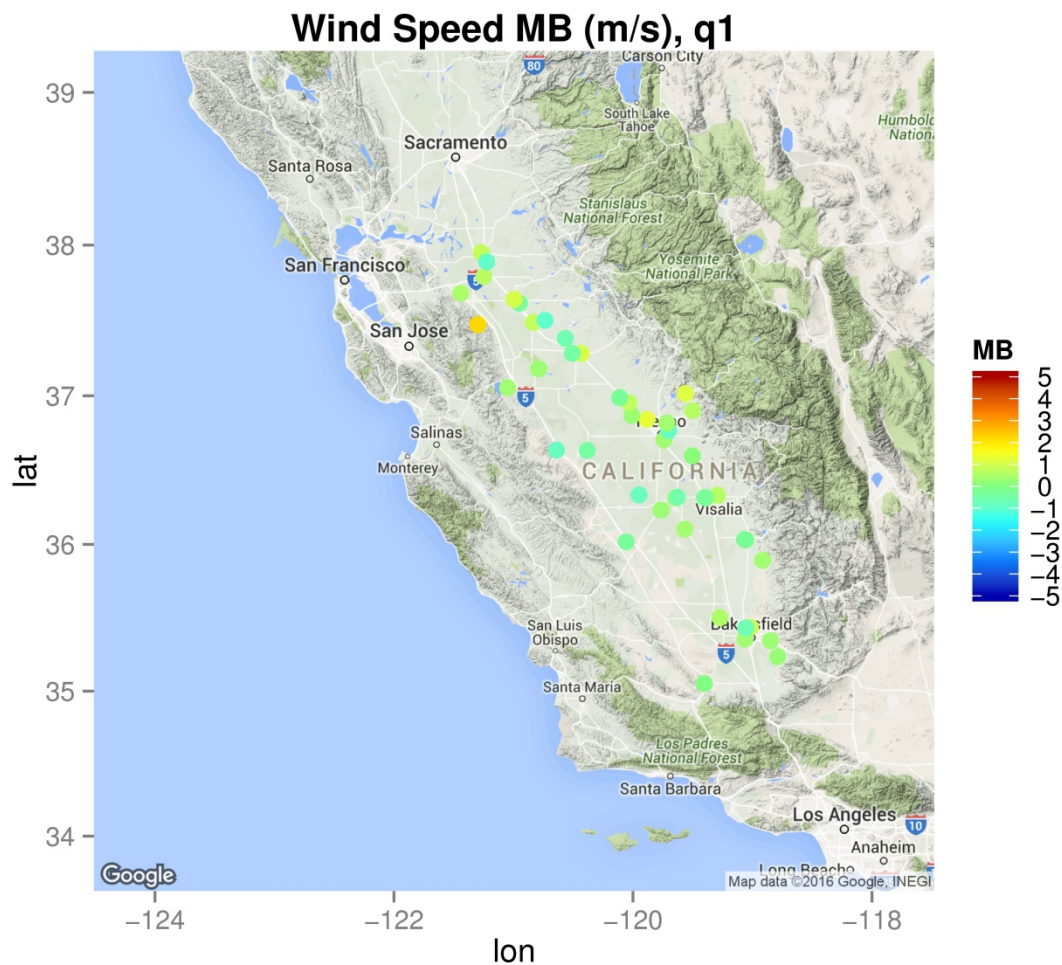 Wind Speed MB (m/s), q1
39
38
37
36
35
34
lat
−124
−122
−120
−118
lon
80
Carson City
South Lake
Tahoe
Humbol
Nation
Sacramento
Santa Rosa
Stanislaus
National Forest
San Francisco
5
Yosemite
National Park
San Jose
5
Salinas
Monterey
CALIFORNIA
Visalia
San Luis
Obispo
Bakersfield
5
Santa Maria
Los Padres
National Forest
Santa Barbara
Los Angeles
10
Anaheim
Long Beach
Google
Map data ©2016 Google, INEGI
MB
5
4
3
2
1
0
−1
−2
−3
−4
−5